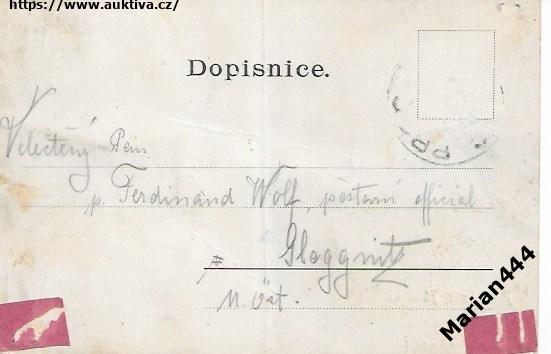 https://www.auktiva.cz/
Dopisnice.
Velectěný Pan
p. Ferdinand Wolf, poštovní official
Gloggnitz
N. Öst.
Marian444